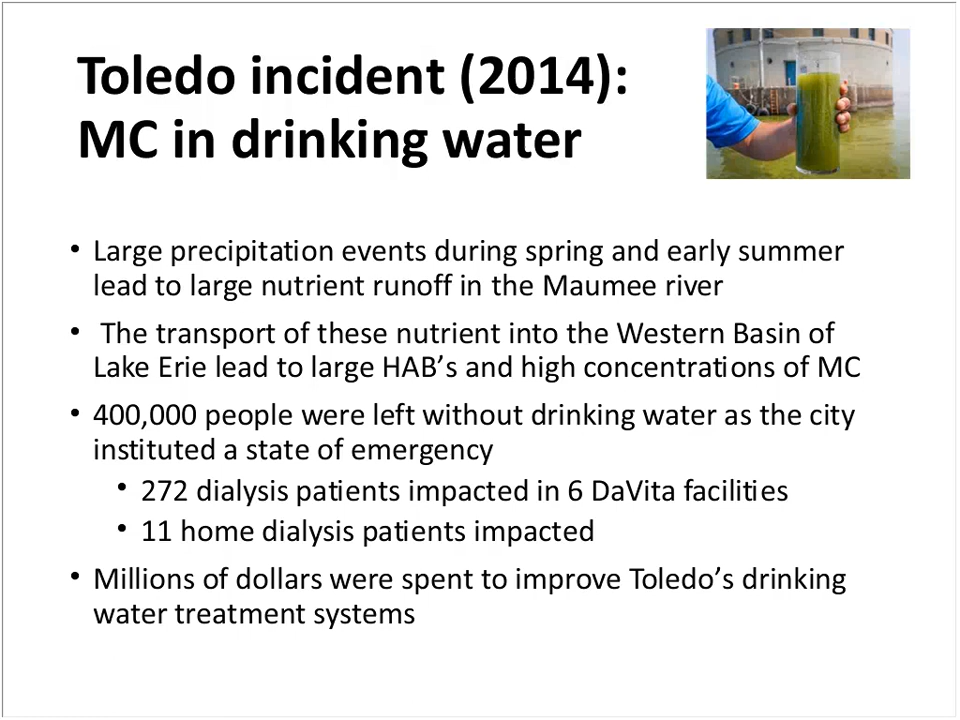 Toledo incident (2014):
MC in drinking water
• Large precipitation events during spring and early summer
lead to large nutrient runoff in the Maumee river
• The transport of these nutrient into the Western Basin of
Lake Erie lead to large HAB’s and high concentrations of MC
• 400,000 people were left without drinking water as the city
instituted a state of emergency
• 272 dialysis patients impacted in 6 DaVita facilities
• 11 home dialysis patients impacted
• Millions of dollars were spent to improve Toledo’s drinking
water treatment systems